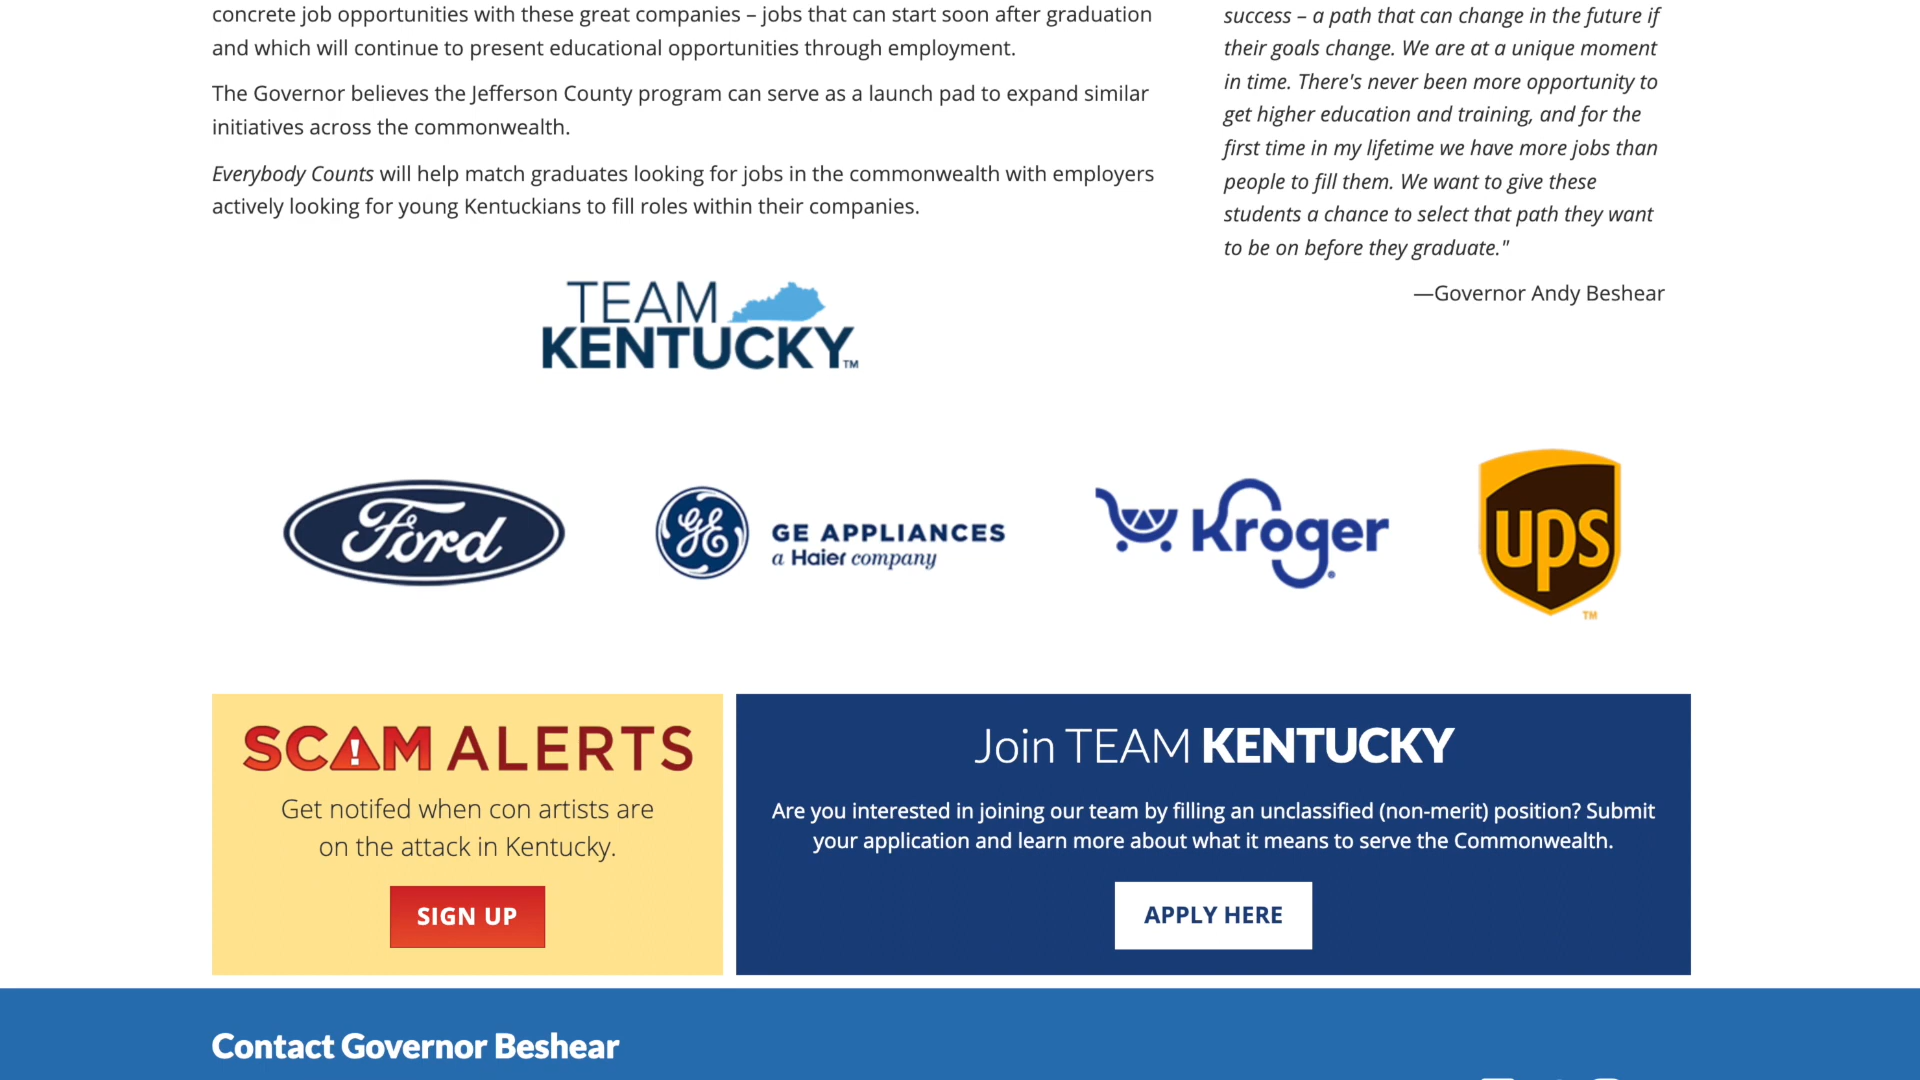 concrete job opportunities with these great companies – jobs that can start soon after graduation
and which will continue to present educational opportunities through employment.
The Governor believes the Jefferson County program can serve as a launch pad to expand similar
initiatives across the commonwealth.
Everybody Counts will help match graduates looking for jobs in the commonwealth with employers
actively looking for young Kentuckians to fill roles within their companies.
success – a path that can change in the future if
their goals change. We are at a unique moment
in time. There's never been more opportunity to
get higher education and training, and for the
first time in my lifetime we have more jobs than
people to fill them. We want to give these
students a chance to select that path they want
to be on before they graduate."
—Governor Andy Beshear
TEAM
KENTUCKY™
Ford
GE
GE APPLIANCES
a Haier company
Kroger®
ups
TM
SCAM ALERTS
Get notifed when con artists are
on the attack in Kentucky.
SIGN UP
Join TEAM KENTUCKY
Are you interested in joining our team by filling an unclassified (non-merit) position? Submit
your application and learn more about what it means to serve the Commonwealth.
APPLY HERE
Contact Governor Beshear